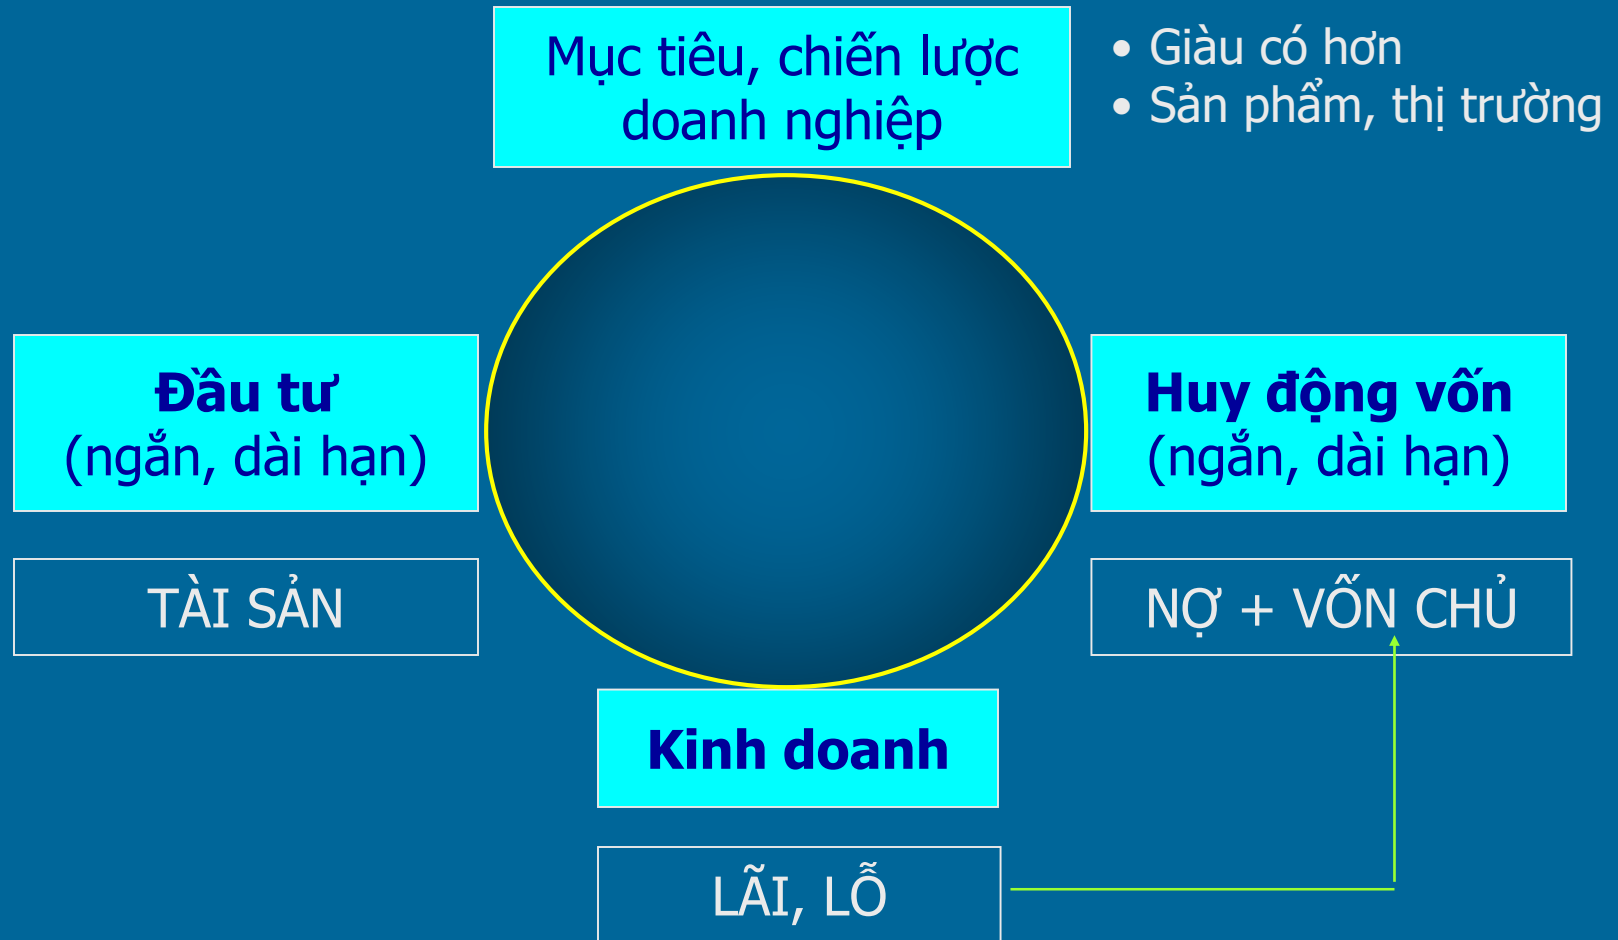 Mục tiêu, chiến lược
doanh nghiệp
• Giàu có hơn
• Sản phẩm, thị trường
Đầu tư
(ngắn, dài hạn)
Huy động vốn
(ngắn, dài hạn)
TÀI SẢN
NỢ + VỐN CHỦ
Kinh doanh
LÃI, LỖ